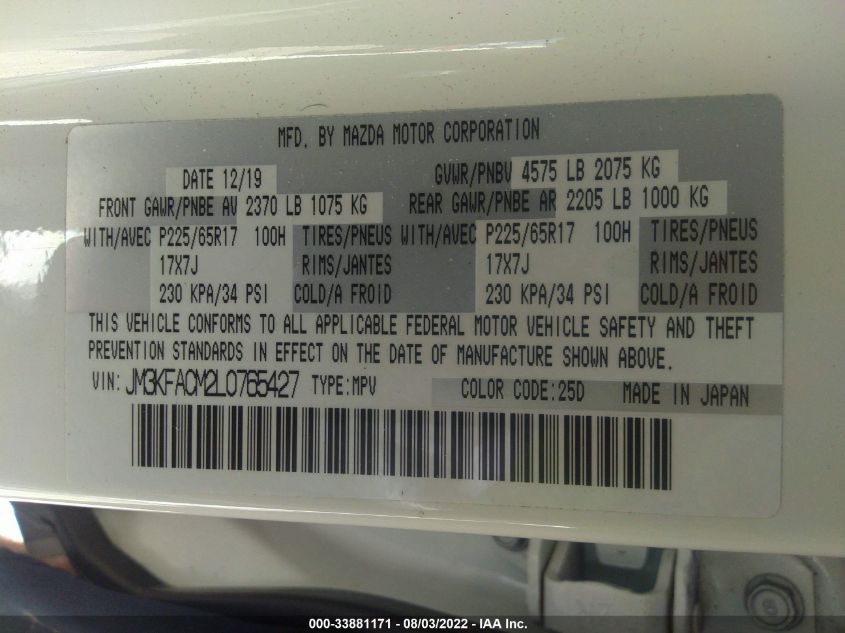 MFD. BY MAZDA MOTOR CORPORATION
DATE 12/19 GVWR/PNBV 4575 LB 2075 KG
FRONT GAWR/PNBE AV 2370 LB 1075 KG REAR GAWR/PNBE AR 2205 LB 1000 KG
WITH/AVEC P225/65R17 100H TIRES/PNEUS WITH/AVEC P225/65R17 100H TIRES/PNEUS
17X7J RIMS/JANTES 17X7J RIMS/JANTES
230 KPA/34 PSI COLD/A FROID 230 KPA/34 PSI COLD/A FROID
THIS VEHICLE CONFORMS TO ALL APPLICABLE FEDERAL MOTOR VEHICLE SAFETY AND THEFT
PREVENTION STANDARDS IN EFFECT ON THE DATE OF MANUFACTURE SHOWN ABOVE.
VIN: JM3KFACM2L0765427 TYPE:MPV COLOR CODE:25D MADE IN JAPAN
000-33881171 - 08/03/2022 - IAA Inc.